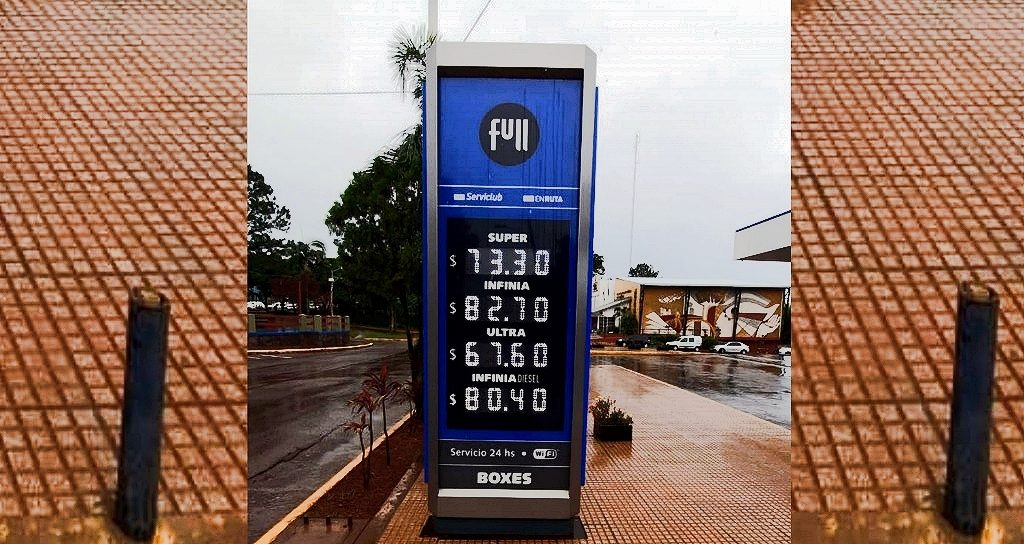 full
Serviclub ENRUTA
SUPER
$ 73.30
INFINIA
$ 82.70
ULTRA
$ 67.60
INFINIA DIESEL
$ 80.40
Servicio 24 hs • WiFi
BOXES